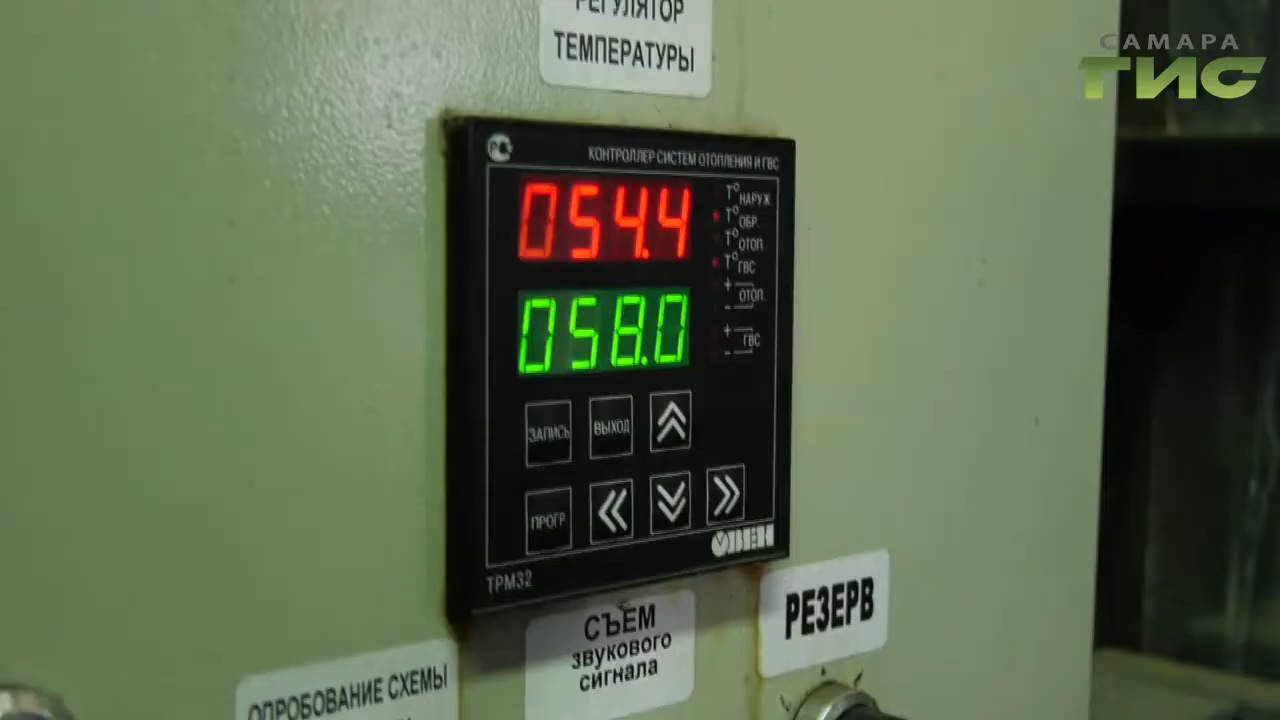 РЕГУЛЯТОР
ТЕМПЕРАТУРЫ
САМАРА
ГИС
РС
КОНТРОЛЛЕР СИСТЕМ ОТОПЛЕНИЯ И ГВС
054.4
T° НАРУЖ.
T° ОБР.
T° ОТОП.
T° ГВС
058.0
+
ОТОП.
-
+
ГВС
-
ЗАПИСЬ
ВЫХОД
ПРОГР.
ОВЕН
ТРМ32
СЪЕМ
звукового
сигнала
РЕЗЕРВ
ОПРОБОВАНИЕ СХЕМЫ